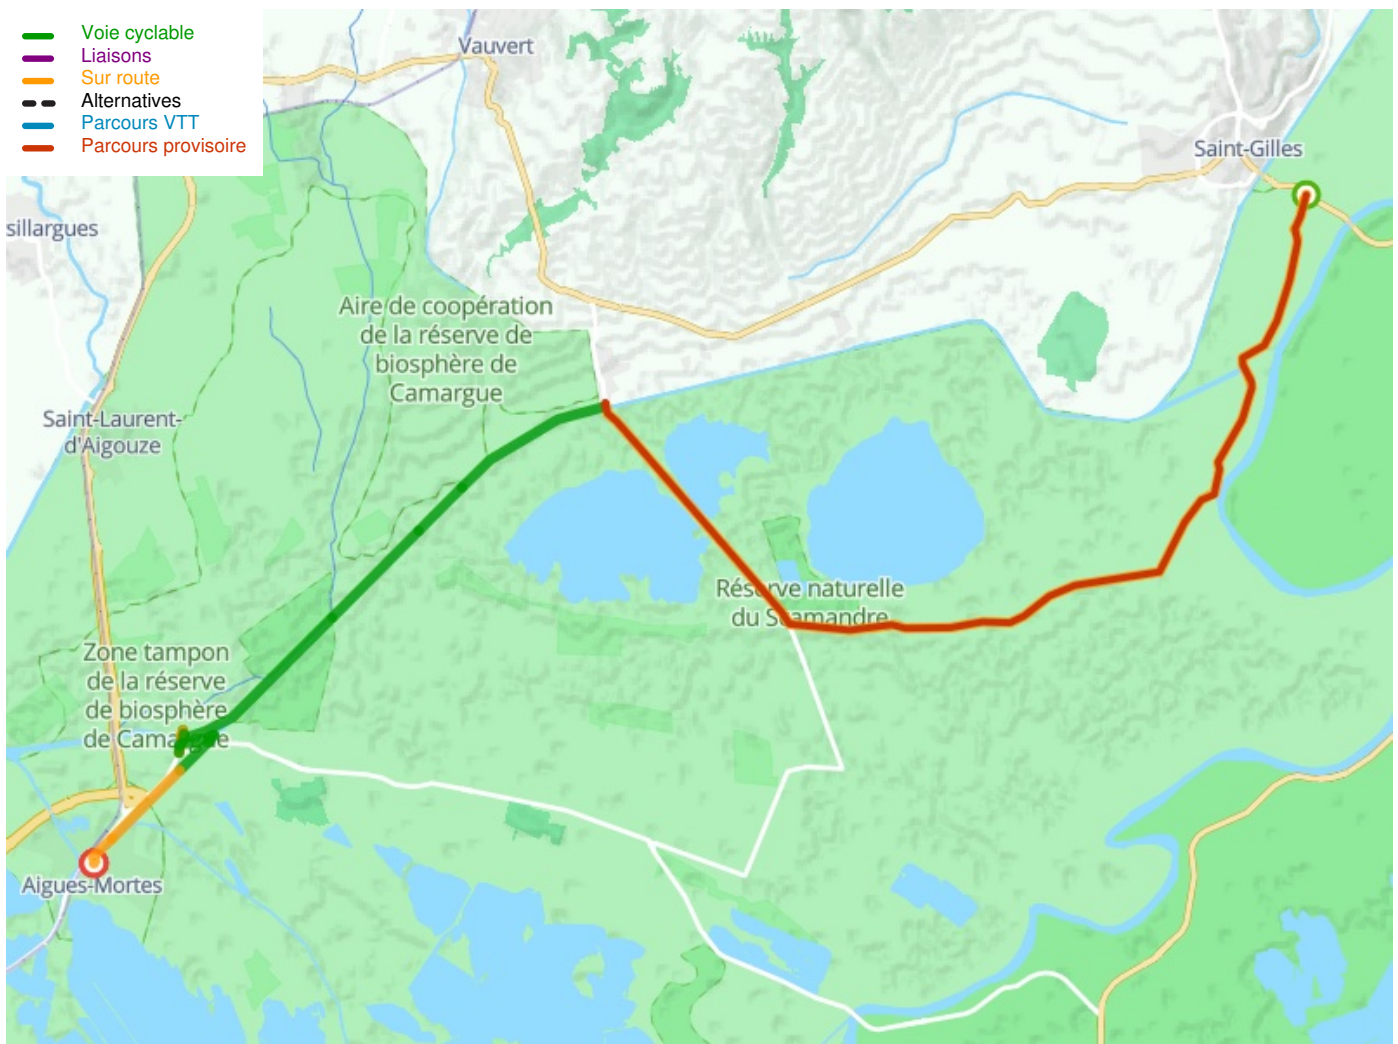 Voie cyclable
Liaisons
Sur route
Alternatives
Parcours VTT
Parcours provisoire
Vauvert
Saint-Gilles
sillargues
Aire de coopération
de la réserve de
biosphère de
Camargue
Saint-Laurent-
d'Aigouze
Réserve naturelle
du Scamandre
Zone tampon
de la réserve
de biosphère
de Camargue
Aigues-Mortes